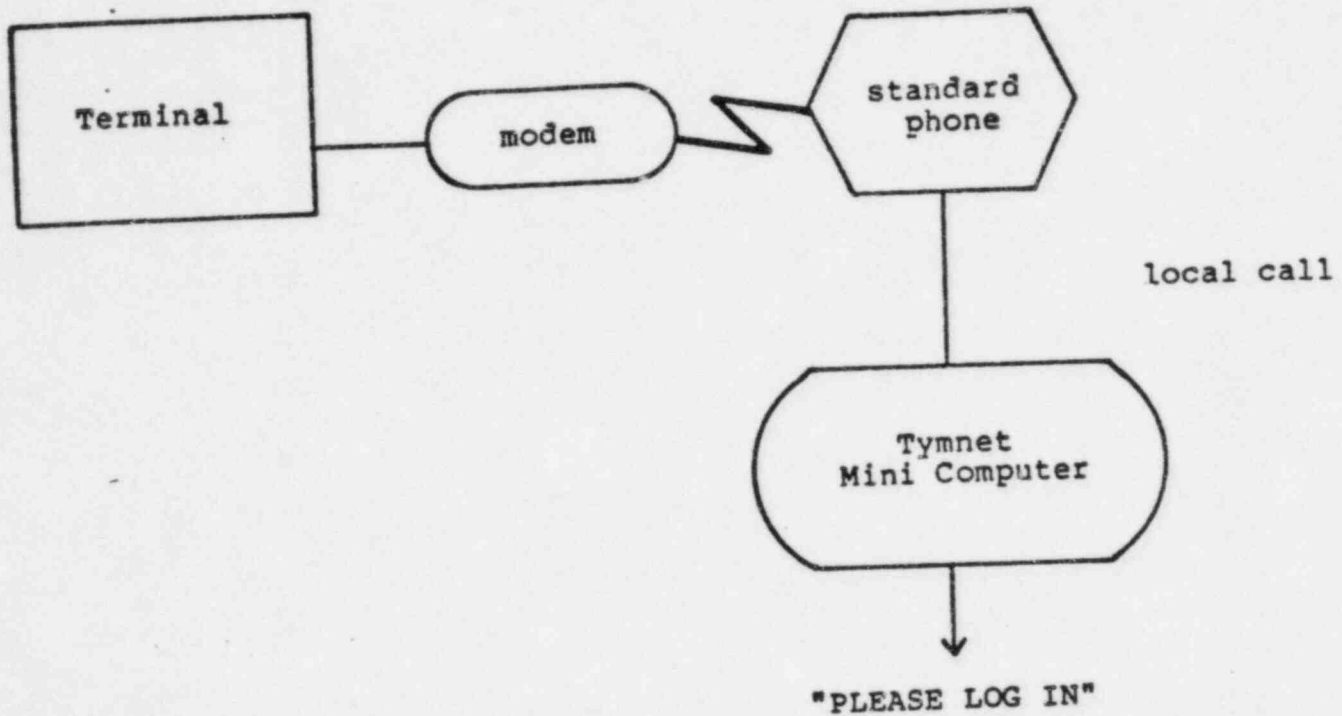 Terminal
modem
standard
phone
local call
Tymnet
Mini Computer
"PLEASE LOG IN"